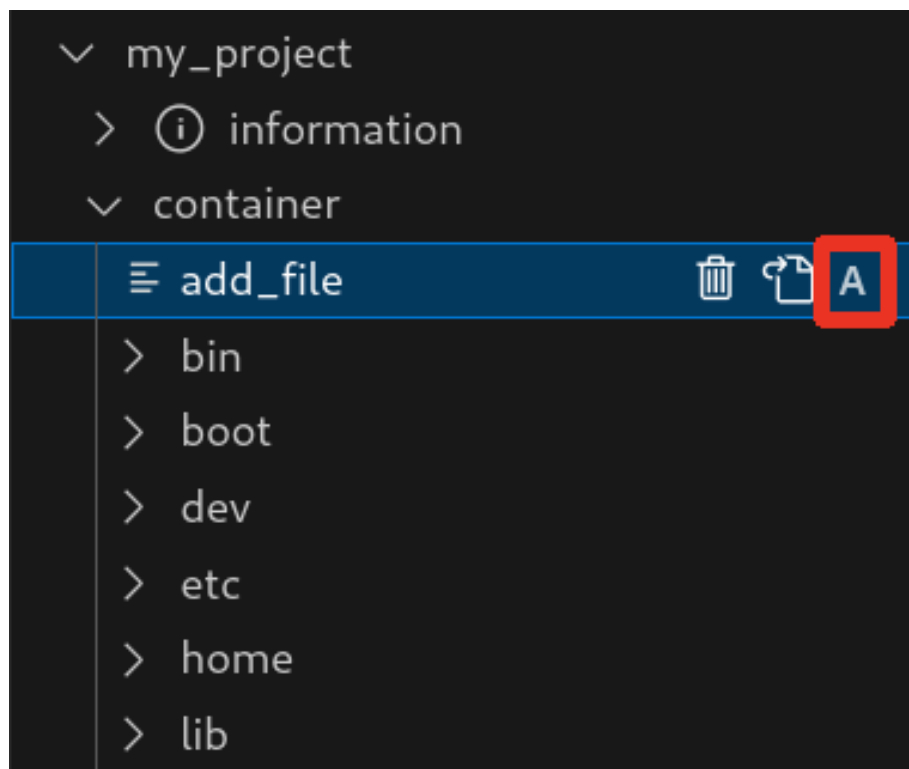 my_project
information
container
add_file A
bin
boot
dev
etc
home
lib